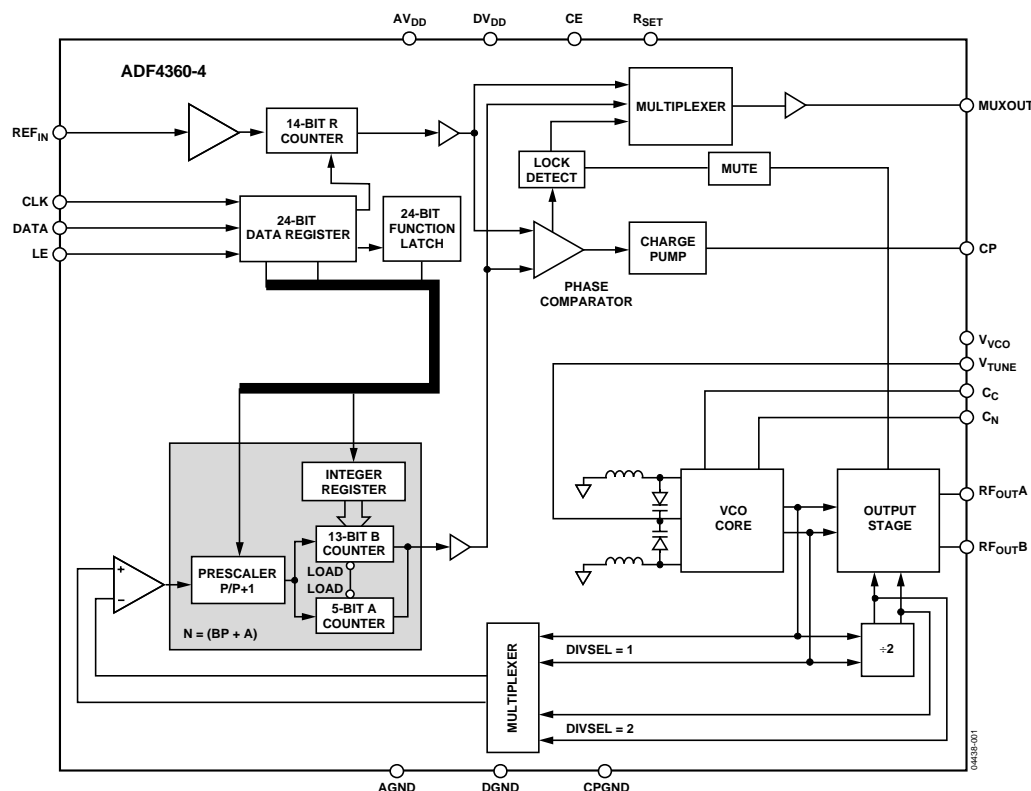 AVDD DVDD CE RSET
ADF4360-4
MULTIPLEXER
MUXOUT
REFIN
14-BIT R
COUNTER
LOCK
DETECT
MUTE
CLK
DATA
LE
24-BIT
DATA REGISTER
24-BIT
FUNCTION
LATCH
CHARGE
PUMP
CP
PHASE
COMPARATOR
VVCO
VTUNE
CC
CN
INTEGER
REGISTER
13-BIT B
COUNTER
LOAD
LOAD
PRESCALER
P/P+1
5-BIT A
COUNTER
N = (BP + A)
+
−
VCO
CORE
OUTPUT
STAGE
RFOUTA
RFOUTB
MULTIPLEXER
DIVSEL = 1
DIVSEL = 2
÷2
04438-001
AGND DGND CPGND